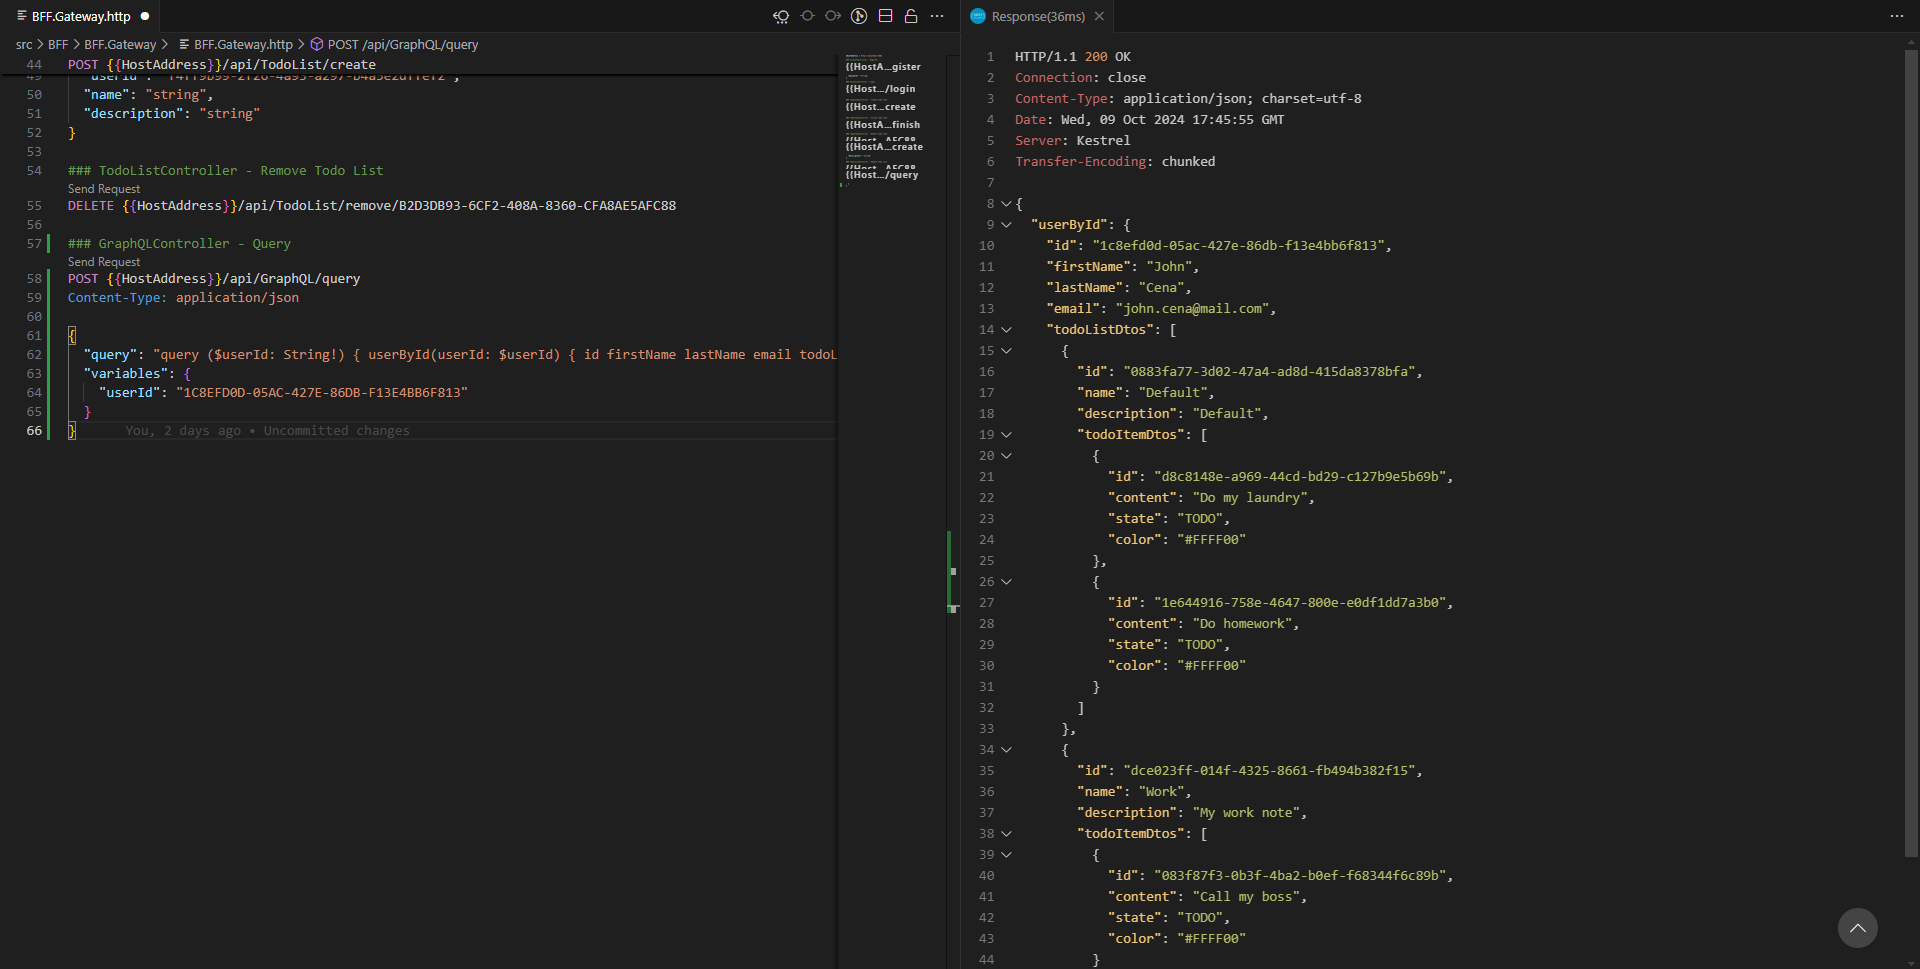 BFF.Gateway.http
src > BFF > BFF.Gateway > BFF.Gateway.http > POST /api/GraphQL/query
44 POST {{HostAddress}}/api/TodoList/create
50 "name": "string",
51 "description": "string"
52 }
53
54 ### TodoListController - Remove Todo List
Send Request
55 DELETE {{HostAddress}}/api/TodoList/remove/B2D3DB93-6CF2-408A-8360-CFA8AE5AFC88
56
57 ### GraphQLController - Query
Send Request
58 POST {{HostAddress}}/api/GraphQL/query
59 Content-Type: application/json
60
61 {
62 "query": "query ($userId: String!) { userById(userId: $userId) { id firstName lastName email todoL
63 "variables": {
64 "userId": "1C8EFD0D-05AC-427E-86DB-F13E4BB6F813"
65 }
66 } You, 2 days ago • Uncommitted changes
{{HostA...gister
{{Host.../login
{{Host...create
{{HostA...finish
{{HostA...create
{{Host.../query
Response(36ms)
1 HTTP/1.1 200 OK
2 Connection: close
3 Content-Type: application/json; charset=utf-8
4 Date: Wed, 09 Oct 2024 17:45:55 GMT
5 Server: Kestrel
6 Transfer-Encoding: chunked
7
8 {
9 "userById": {
10 "id": "1c8efd0d-05ac-427e-86db-f13e4bb6f813",
11 "firstName": "John",
12 "lastName": "Cena",
13 "email": "john.cena@mail.com",
14 "todoListDtos": [
15 {
16 "id": "0883fa77-3d02-47a4-ad8d-415da8378bfa",
17 "name": "Default",
18 "description": "Default",
19 "todoItemDtos": [
20 {
21 "id": "d8c8148e-a969-44cd-bd29-c127b9e5b69b",
22 "content": "Do my laundry",
23 "state": "TODO",
24 "color": "#FFFF00"
25 },
26 {
27 "id": "1e644916-758e-4647-800e-e0df1dd7a3b0",
28 "content": "Do homework",
29 "state": "TODO",
30 "color": "#FFFF00"
31 }
32 ]
33 },
34 {
35 "id": "dce023ff-014f-4325-8661-fb494b382f15",
36 "name": "Work",
37 "description": "My work note",
38 "todoItemDtos": [
39 {
40 "id": "083f87f3-0b3f-4ba2-b0ef-f68344f6c89b",
41 "content": "Call my boss",
42 "state": "TODO",
43 "color": "#FFFF00"
44 }